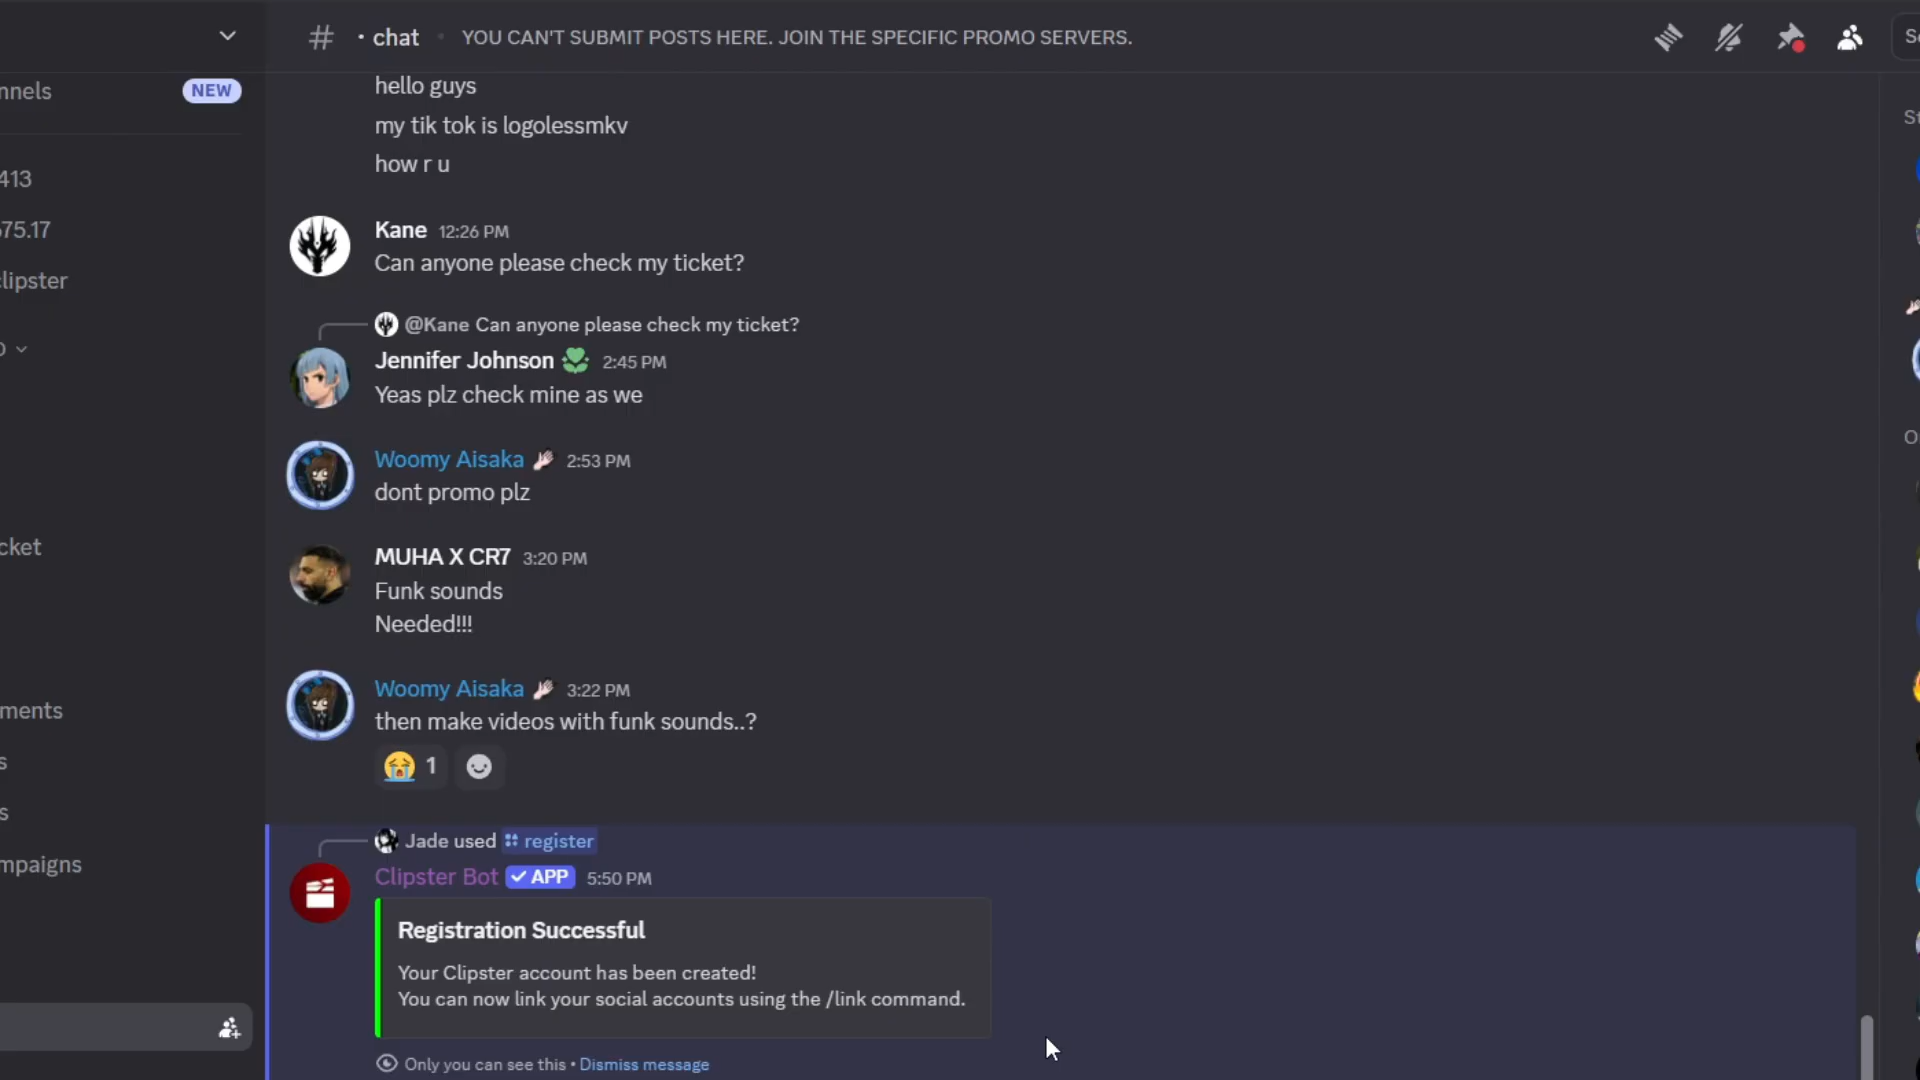 • chat • YOU CAN'T SUBMIT POSTS HERE. JOIN THE SPECIFIC PROMO SERVERS.
nnels NEW
413
75.17
clipster
cket
ments
s
s
mpaigns
hello guys
my tik tok is logolessmkv
how r u
Kane 12:26 PM
Can anyone please check my ticket?
@Kane Can anyone please check my ticket?
Jennifer Johnson 2:45 PM
Yeas plz check mine as we
Woomy Aisaka 2:53 PM
dont promo plz
MUHA X CR7 3:20 PM
Funk sounds
Needed!!!
Woomy Aisaka 3:22 PM
then make videos with funk sounds..?
1
Jade used register
Clipster Bot APP 5:50 PM
Registration Successful
Your Clipster account has been created!
You can now link your social accounts using the /link command.
Only you can see this • Dismiss message